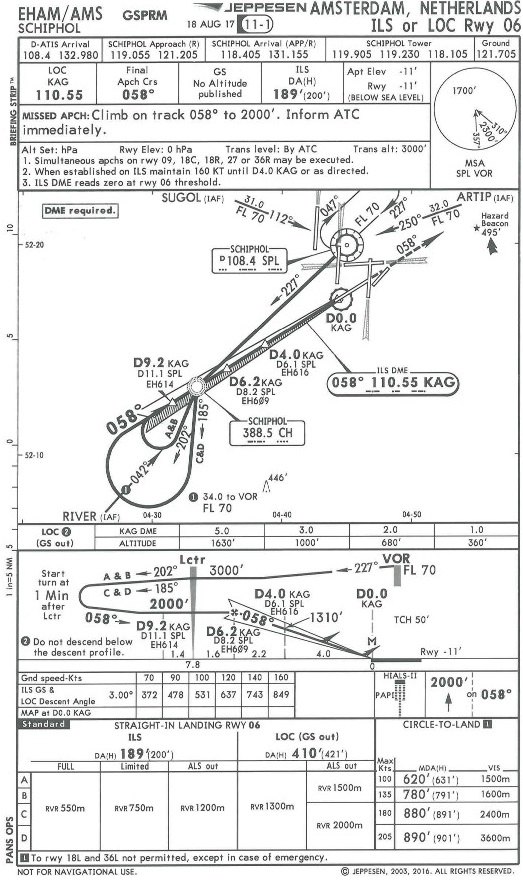 EHAM/AMS GSPRM JEPPESEN AMSTERDAM, NETHERLANDS
SCHIPHOL 18 AUG 17 11-1 ILS or LOC Rwy 06
D-ATIS Arrival SCHIPHOL Approach (R) SCHIPHOL Arrival (APP/R) SCHIPHOL Tower Ground
108.4 132.980 119.055 121.205 118.405 131.155 119.905 119.230 118.105 121.705
LOC KAG 110.55
Final Apch Crs 058°
GS No Altitude published
ILS DA(H) 189'(200')
Apt Elev -11'
Rwy -11'
(BELOW SEA LEVEL)
BRIEFING STRIP™
MISSED APCH: Climb on track 058° to 2000'. Inform ATC
immediately.
Alt Set: hPa Rwy Elev: 0 hPa Trans level: By ATC Trans alt: 3000'
1. Simultaneous apchs on rwy 09, 18C, 18R, 27 or 36R may be executed.
2. When established on ILS maintain 160 KT until D4.0 KAG or as directed.
3. ILS DME reads zero at rwy 06 threshold.
1700'
310°
2300'
357°
MSA
SPL VOR
DME required.
SUGOL (IAF)
31.0
FL 70
112°
047°
FL 70
227°
ARTIP (IAF)
32.0
FL 70
250°
058°
Hazard
Beacon
495'
52-20
SCHIPHOL
D 108.4 SPL
227°
D0.0
KAG
D9.2 KAG
D11.1 SPL
EH614
D4.0 KAG
D6.1 SPL
EH616
D6.2 KAG
D8.2 SPL
EH609
ILS DME
058° 110.55 KAG
SCHIPHOL
388.5 CH
058°
A&B
202°
185°
C&D
042°
RIVER (IAF)
1
1 34.0 to VOR
FL 70
446'
52-10
04-30
04-40
04-50
10
5
0
5
1 in=5 NM
LOC 2 KAG DME 5.0 3.0 2.0 1.0
(GS out) ALTITUDE 1630' 1000' 680' 360'
Start
turn at
1 Min
after
Lctr
Lctr
VOR
A & B 202° 3000' 227° FL 70
C & D 185°
2000'
058°
D9.2 KAG
D11.1 SPL
EH614
D6.2 KAG
D8.2 SPL
EH609
058°
D4.0 KAG
D6.1 SPL
EH616
1310'
D0.0
KAG
TCH 50'
M
Rwy -11'
2 Do not descend below
the descent profile.
1.4 1.6 2.2 4.0
7.8 0
Gnd speed-Kts 70 90 100 120 140 160
ILS GS &
LOC Descent Angle 3.00° 372 478 531 637 743 849
MAP at D0.0 KAG
HIALS-II
PAPI
2000'
on 058°
Standard STRAIGHT-IN LANDING RWY 06 CIRCLE-TO-LAND 1
ILS LOC (GS out)
DA(H) 189'(200') DA(H) 410'(421')
FULL Limited ALS out ALS out
Max
Kts MDA(H) VIS
A 100 620'(631') 1500m
B 135 780'(791') 1600m
C 180 880'(891') 2400m
D 205 890'(901') 3600m
RVR 550m RVR 750m RVR 1200m RVR 1300m
RVR 1500m
RVR 2000m
PANS OPS
1 To rwy 18L and 36L not permitted, except in case of emergency.
NOT FOR NAVIGATIONAL USE. © JEPPESEN, 2003, 2016. ALL RIGHTS RESERVED.